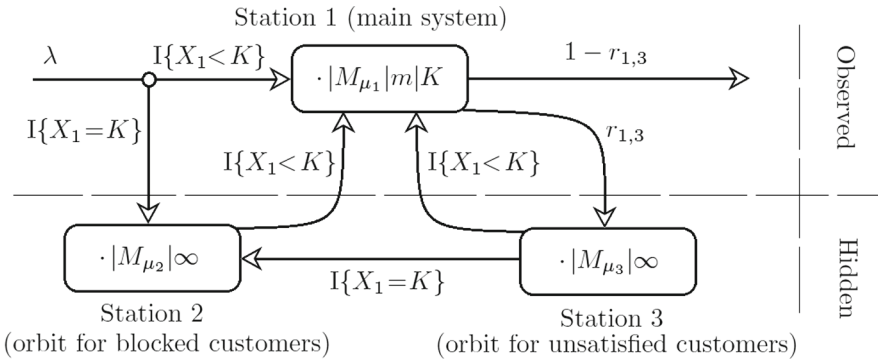 Station 1 (main system)
λ
I{X₁<K}
·|M_μ₁|m|K
1 − r₁,₃
Observed
I{X₁=K}
I{X₁<K}
I{X₁<K}
r₁,₃
·|M_μ₂|∞
·|M_μ₃|∞
I{X₁=K}
Hidden
Station 2
(orbit for blocked customers)
Station 3
(orbit for unsatisfied customers)